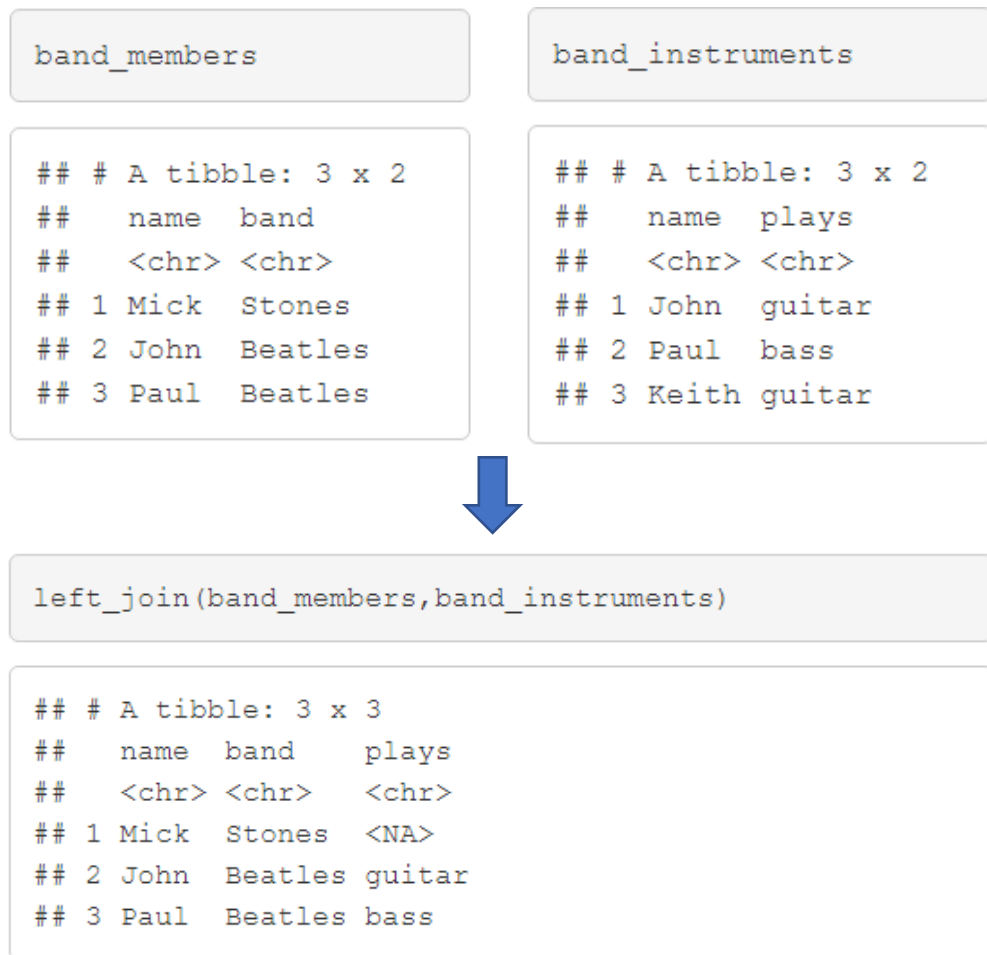 band_members
## # A tibble: 3 x 2
##   name  band
##   <chr> <chr>
## 1 Mick  Stones
## 2 John  Beatles
## 3 Paul  Beatles
band_instruments
## # A tibble: 3 x 2
##   name  plays
##   <chr> <chr>
## 1 John  guitar
## 2 Paul  bass
## 3 Keith guitar
left_join(band_members,band_instruments)
## # A tibble: 3 x 3
##   name  band    plays
##   <chr> <chr>   <chr>
## 1 Mick  Stones  <NA>
## 2 John  Beatles guitar
## 3 Paul  Beatles bass